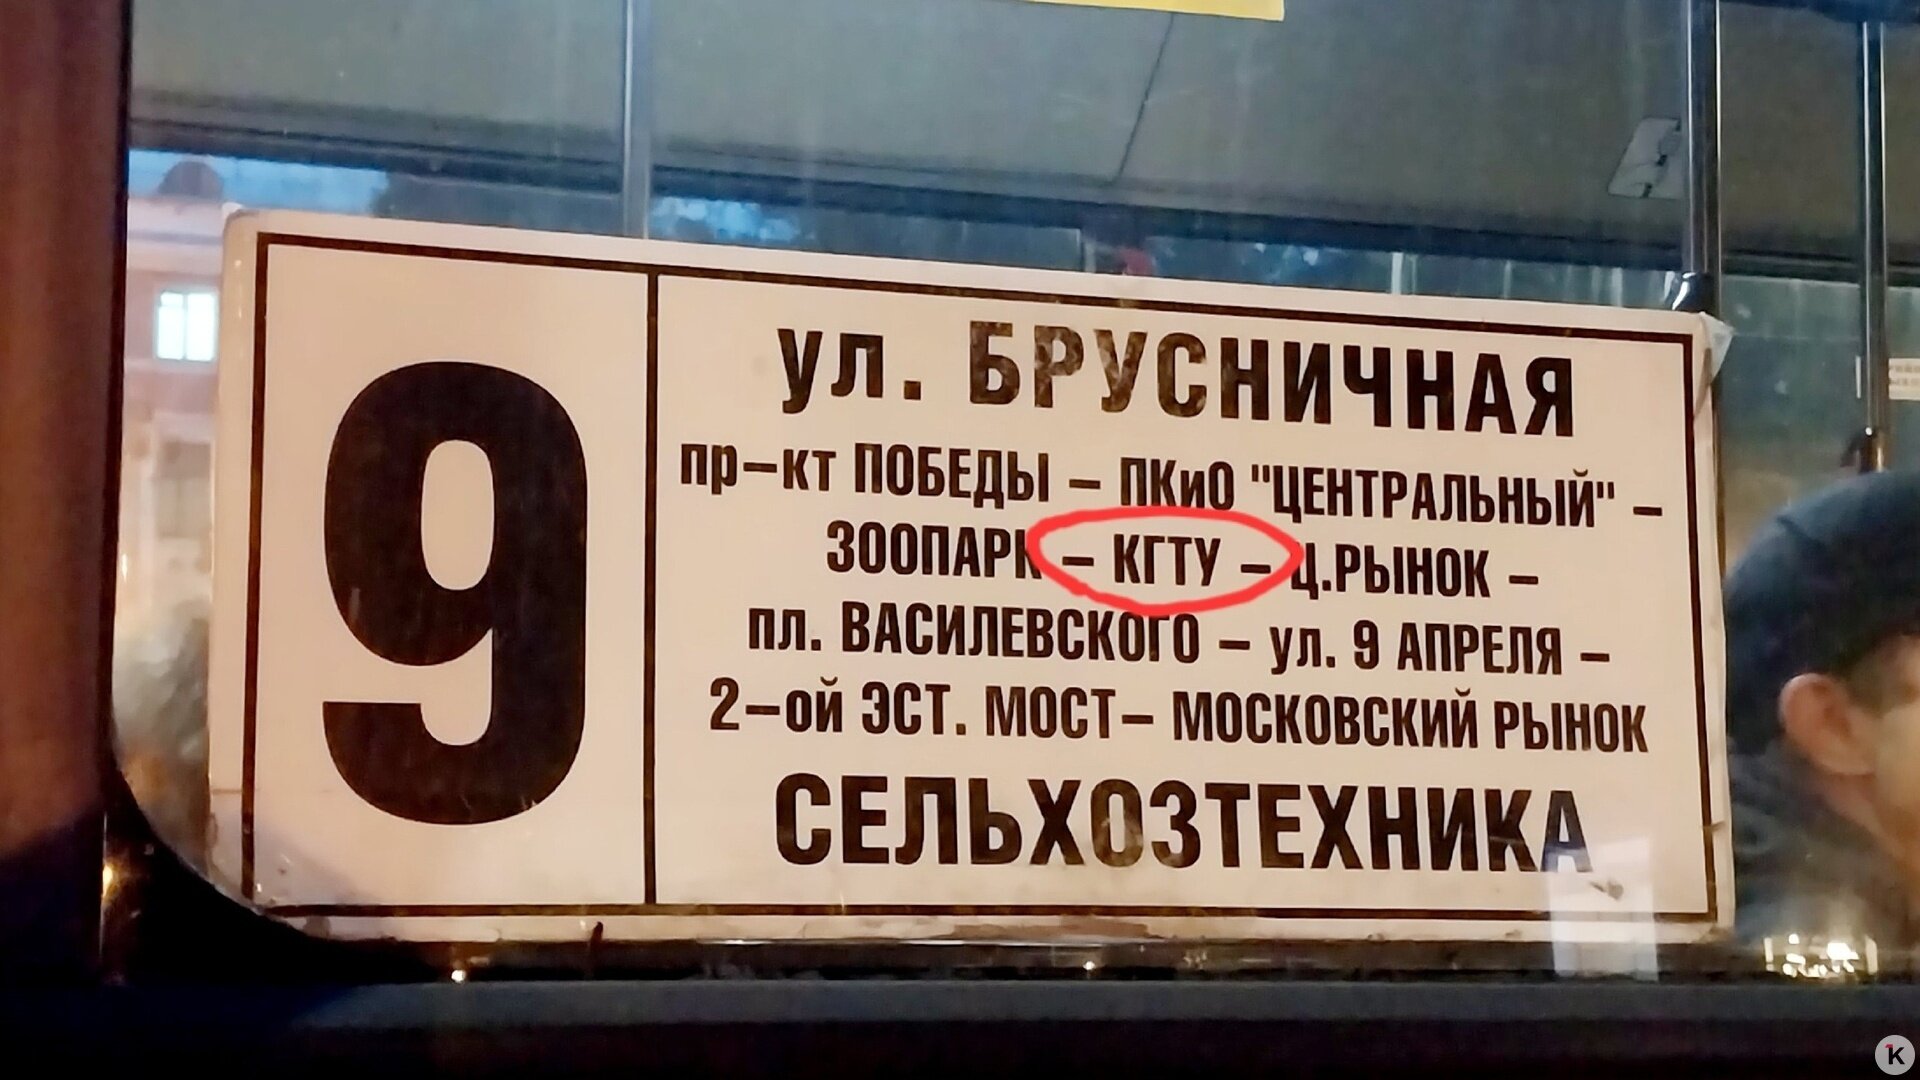 9
ул. БРУСНИЧНАЯ
пр-кт ПОБЕДЫ – ПКиО "ЦЕНТРАЛЬНЫЙ" –
ЗООПАРК – КГТУ – Ц.РЫНОК –
пл. ВАСИЛЕВСКОГО – ул. 9 АПРЕЛЯ –
2-ой ЭСТ. МОСТ– МОСКОВСКИЙ РЫНОК
СЕЛЬХОЗТЕХНИКА
K